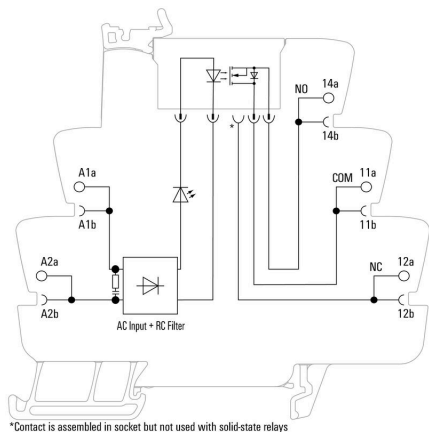 14a
NO
*
14b
A1a
COM
11a
A1b
11b
A2a
12a
NC
A2b
12b
AC Input + RC Filter
*Contact is assembled in socket but not used with solid-state relays